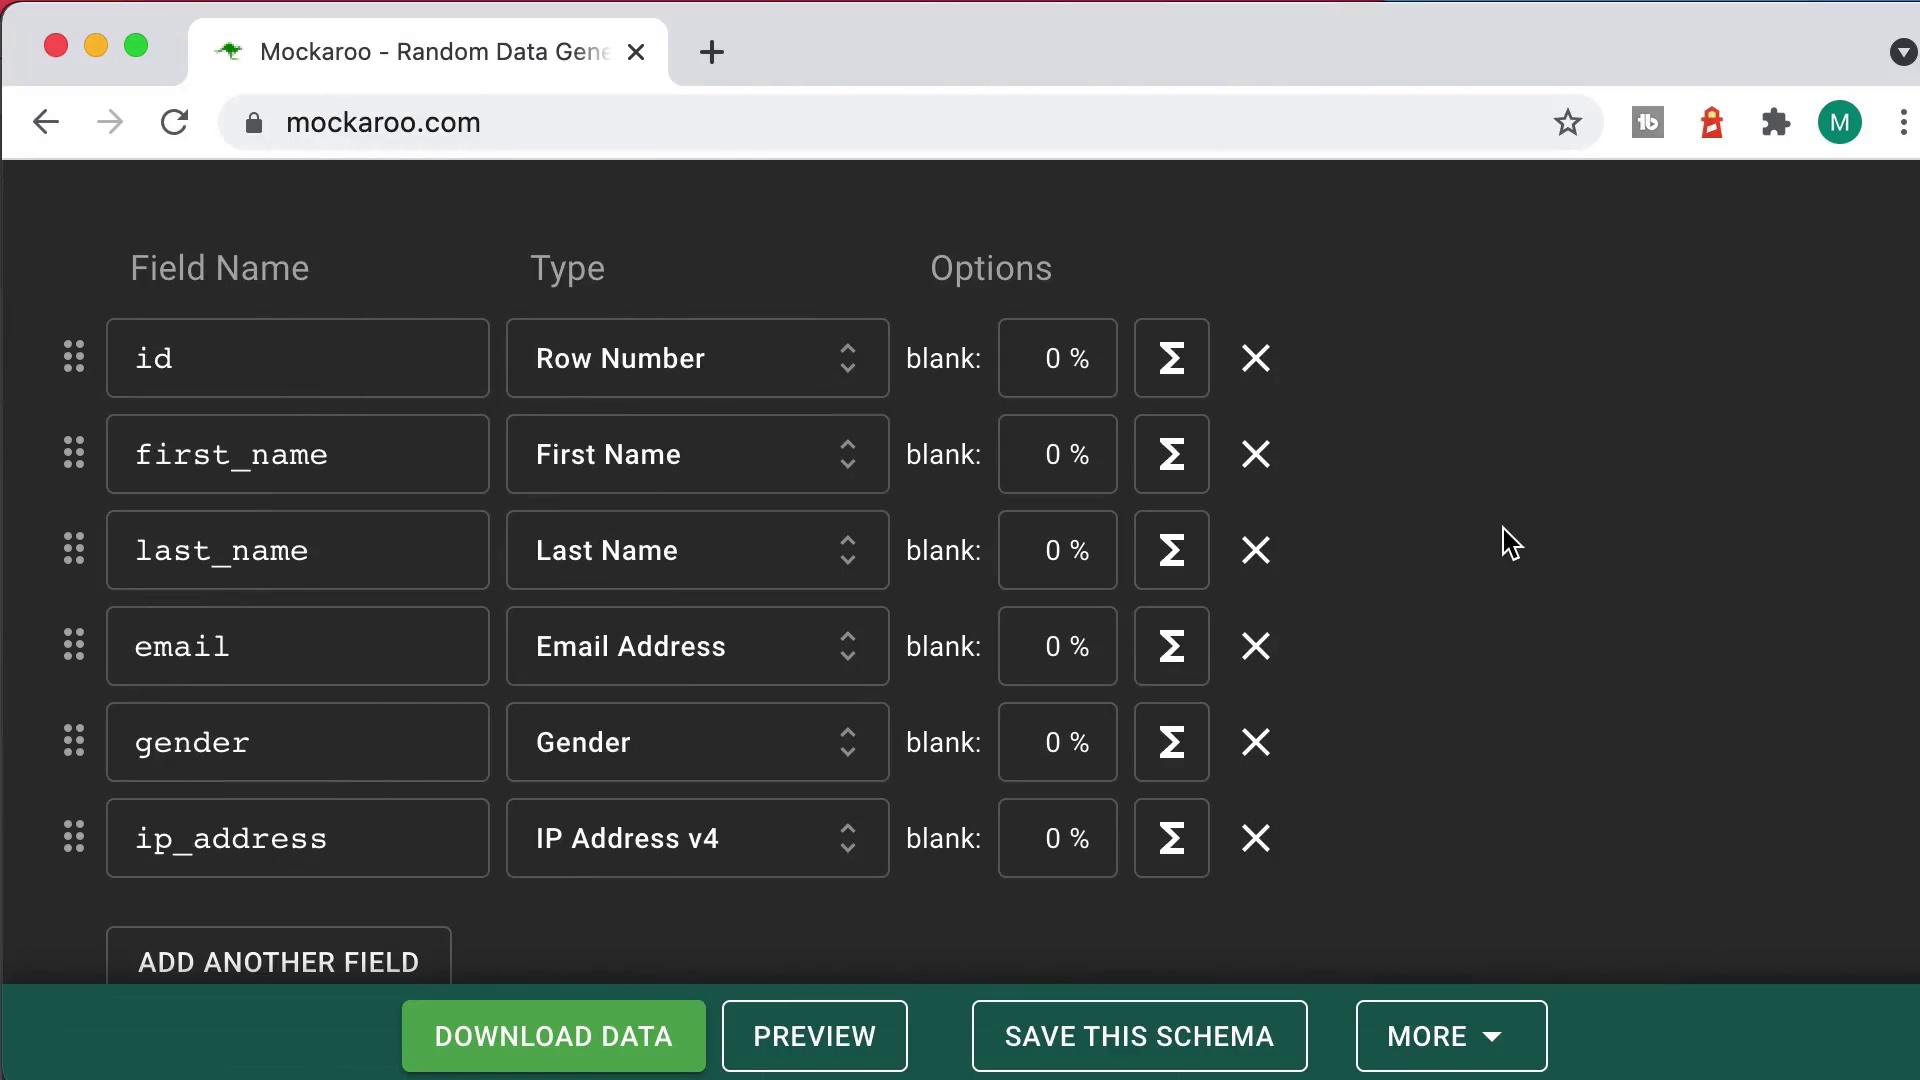 Mockaroo - Random Data Gene
mockaroo.com
M
Field Name Type Options
id Row Number blank: 0 % Σ
first_name First Name blank: 0 % Σ
last_name Last Name blank: 0 % Σ
email Email Address blank: 0 % Σ
gender Gender blank: 0 % Σ
ip_address IP Address v4 blank: 0 % Σ
ADD ANOTHER FIELD
DOWNLOAD DATA PREVIEW SAVE THIS SCHEMA MORE